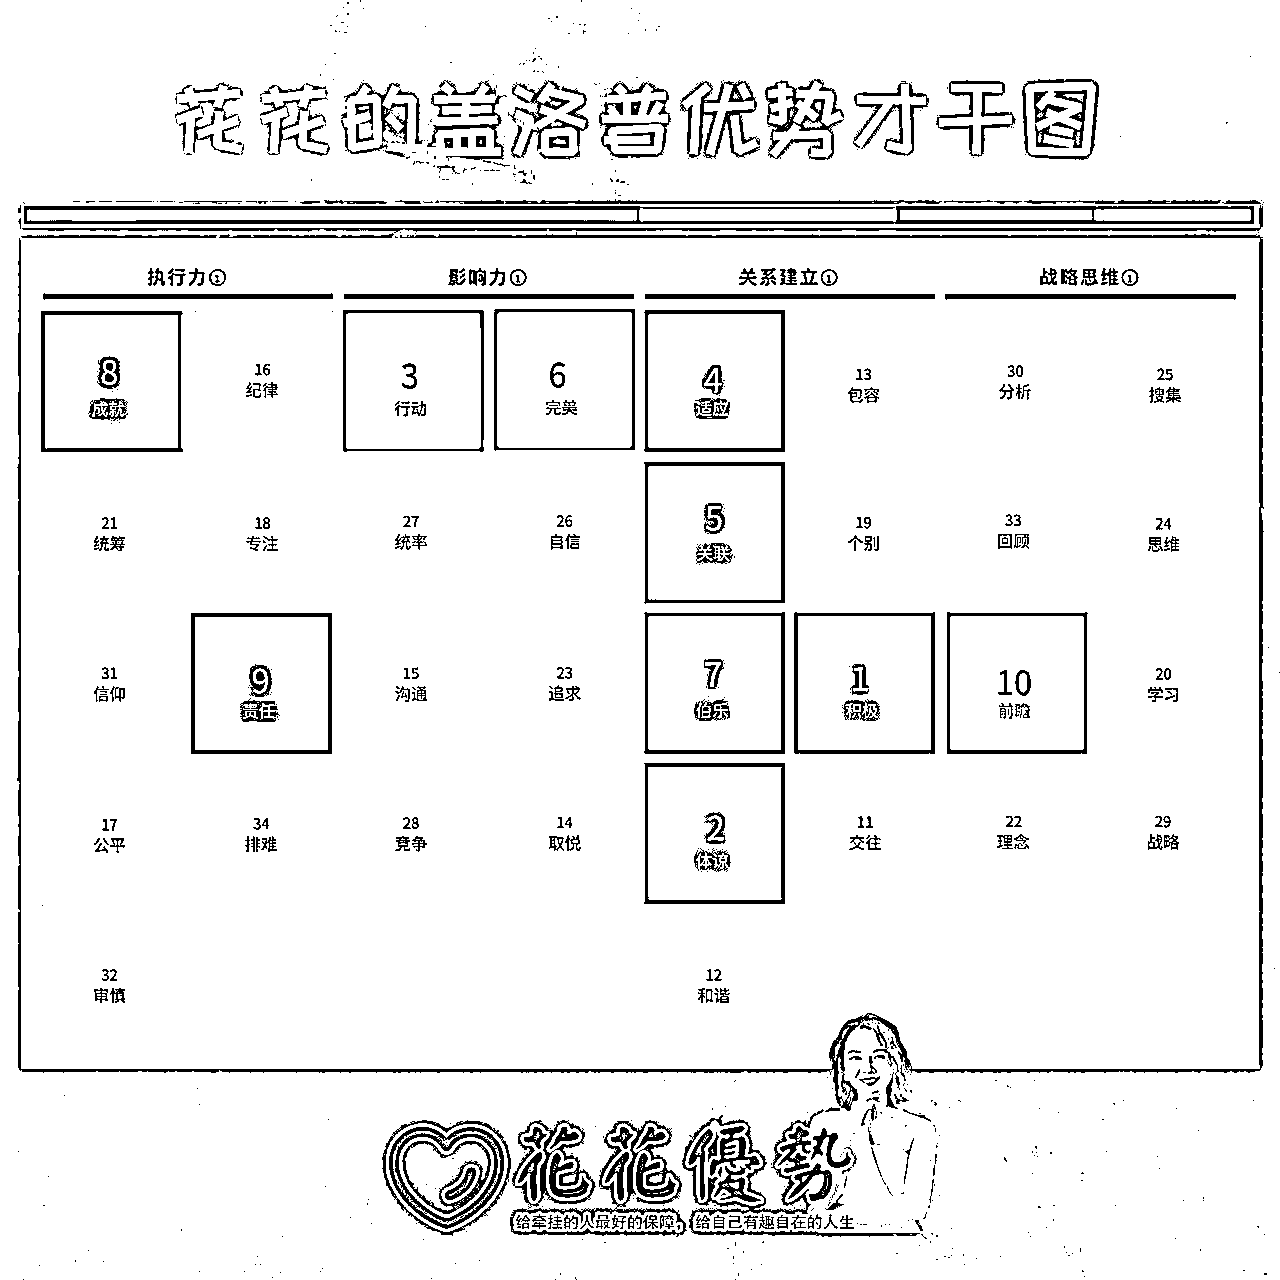 花花的盖洛普优势才干图
执行力 影响力 关系建立 战略思维
8 16 3 6 4 13 30 25
成就 纪律 行动 完美 适应 包容 分析 搜集
21 18 27 26 5 19 33 24
统筹 专注 统率 自信 关联 个别 回顾 思维
31 9 15 23 7 1 10 20
信仰 责任 沟通 追求 伯乐 积极 前瞻 学习
17 34 28 14 2 11 22 29
公平 排难 竞争 取悦 体谅 交往 理念 战略
32 12
审慎 和谐
花花優勢
给牵挂的人最好的保障，给自己有趣自在的人生